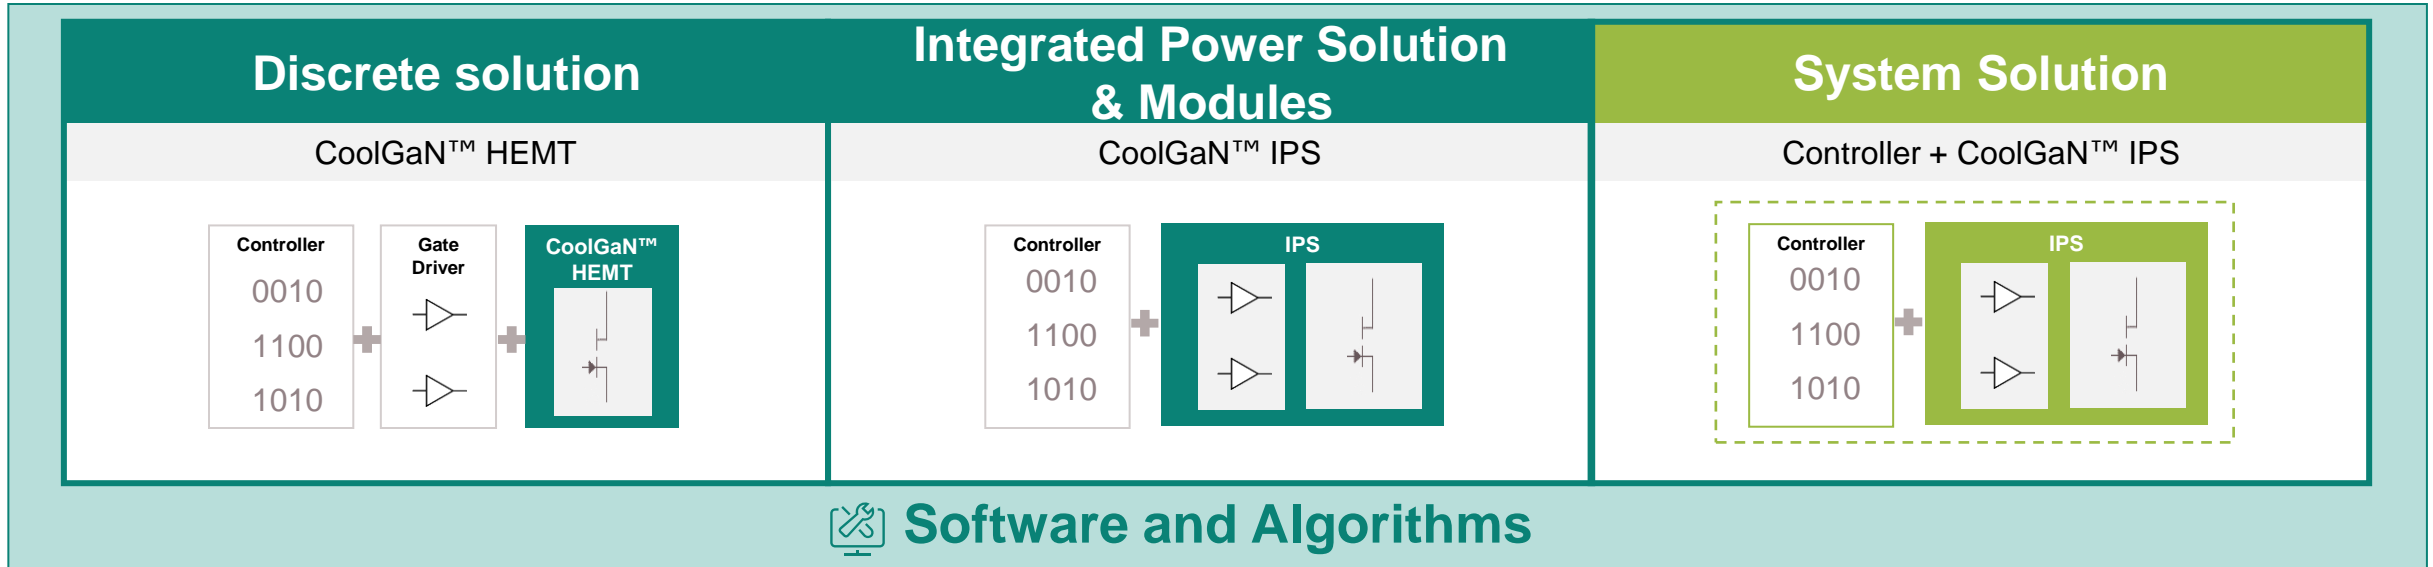 Discrete solution
Integrated Power Solution
& Modules
System Solution
CoolGaN™ HEMT
CoolGaN™ IPS
Controller + CoolGaN™ IPS
Controller
0010
1100
1010
Gate
Driver
CoolGaN™
HEMT
Controller
0010
1100
1010
IPS
Controller
0010
1100
1010
IPS
Software and Algorithms